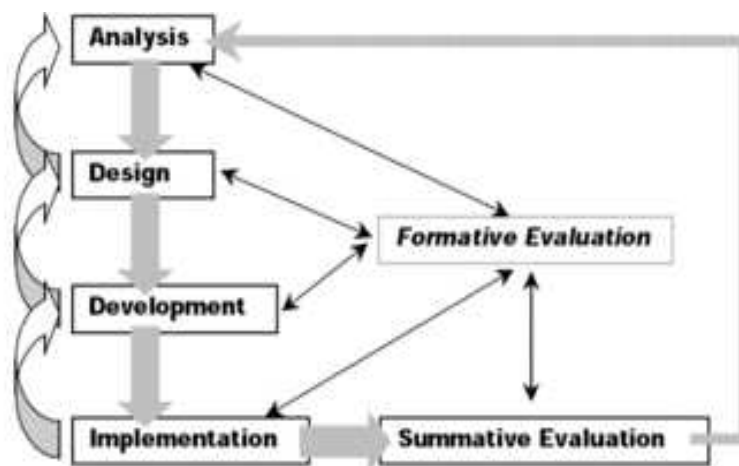 Analysis
Design
Formative Evaluation
Development
Implementation
Summative Evaluation